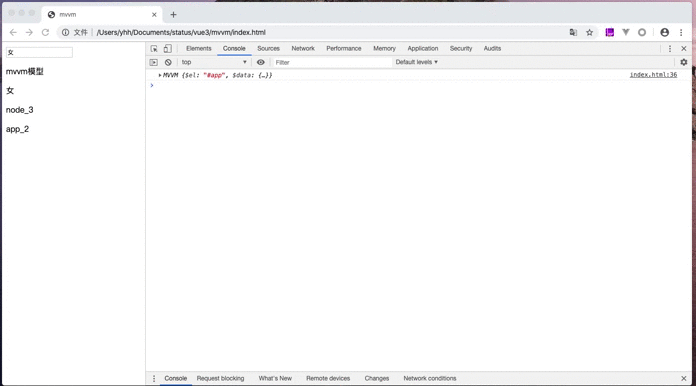 mvvm
文件 /Users/yhh/Documents/status/vue3/mvvm/index.html
女
mvvm模型
女
node_3
app_2
Elements Console Sources Network Performance Memory Application Security Audits
top Filter Default levels
MVVM {$el: "#app", $data: {…}} index.html:36
Console Request blocking What's New Remote devices Changes Network conditions